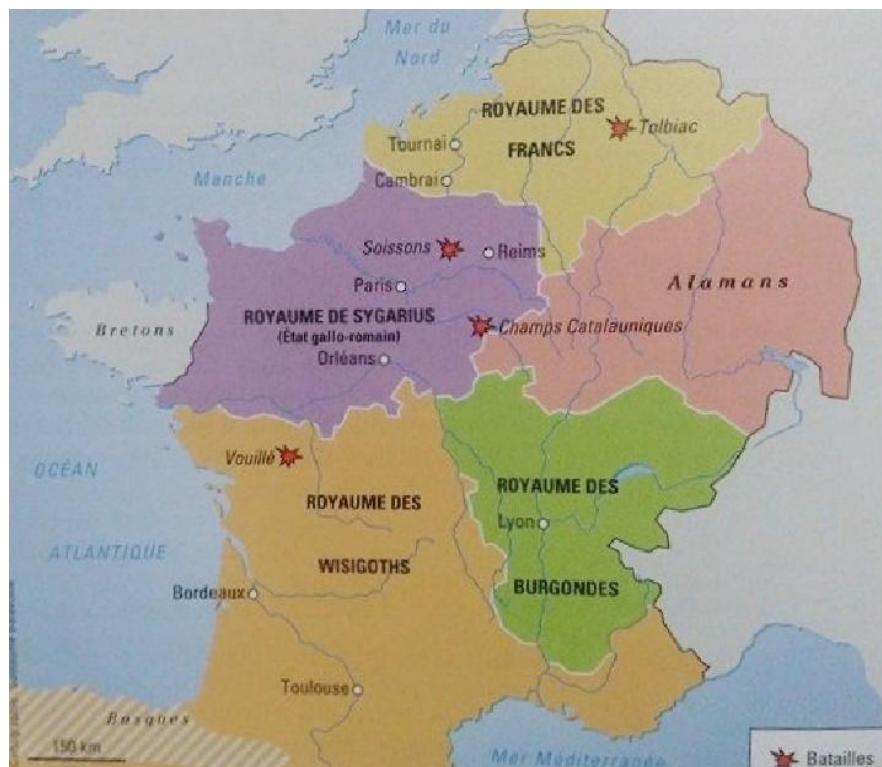 Mer du
Nord
ROYAUME DES
FRANCS
Tolbiac
Tournai
Cambrai
Manche
Soissons
Reims
Alamans
Paris
Bretons
ROYAUME DE SYGARIUS
(État gallo-romain)
Champs Catalauniques
Orléans
Vouillé
OCÉAN
ATLANTIQUE
ROYAUME DES
WISIGOTHS
ROYAUME DES
BURGONDES
Lyon
Bordeaux
Toulouse
Basques
150 km
Mer Méditerranée
Batailles